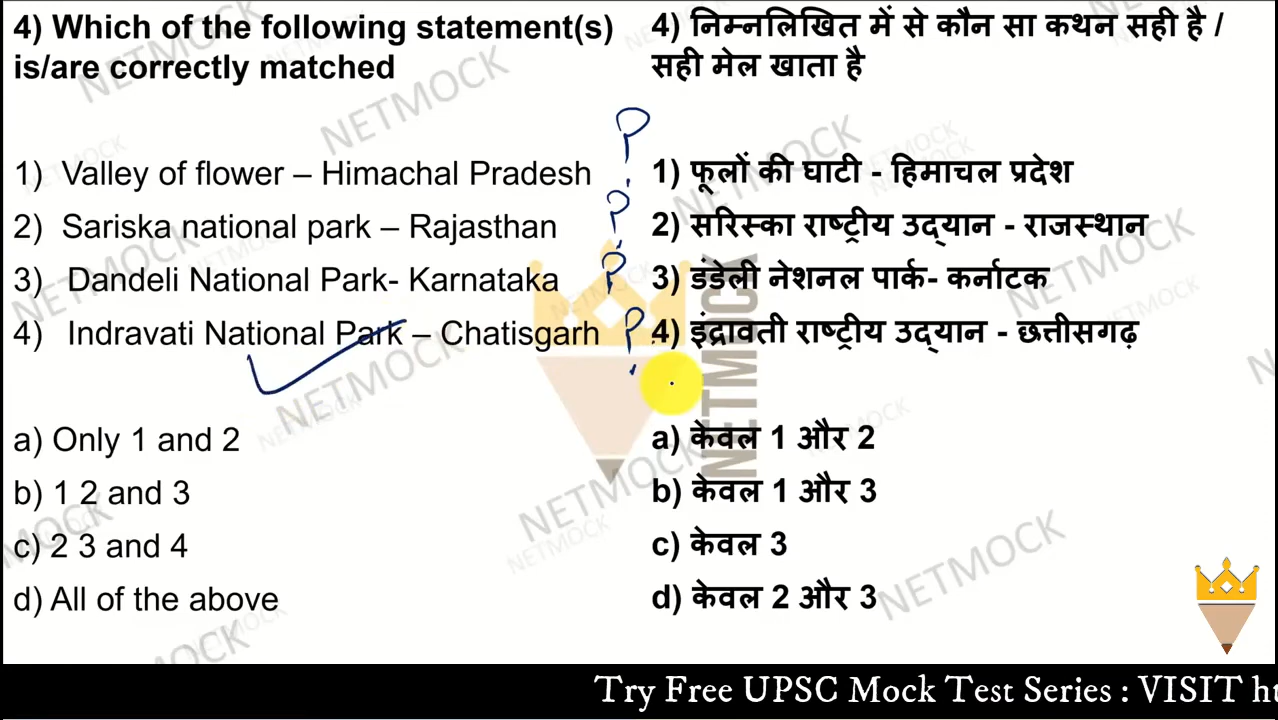 4) Which of the following statement(s)
is/are correctly matched
1) Valley of flower – Himachal Pradesh
2) Sariska national park – Rajasthan
3) Dandeli National Park- Karnataka
4) Indravati National Park – Chatisgarh
a) Only 1 and 2
b) 1 2 and 3
c) 2 3 and 4
d) All of the above
4) निम्नलिखित में से कौन सा कथन सही है /
सही मेल खाता है
1) फूलों की घाटी - हिमाचल प्रदेश
2) सरिस्का राष्ट्रीय उद्यान - राजस्थान
3) डंडेली नेशनल पार्क- कर्नाटक
4) इंद्रावती राष्ट्रीय उद्यान - छत्तीसगढ़
a) केवल 1 और 2
b) केवल 1 और 3
c) केवल 3
d) केवल 2 और 3
P
P
P
P
NETMOCK
Try Free UPSC Mock Test Series : VISIT ht